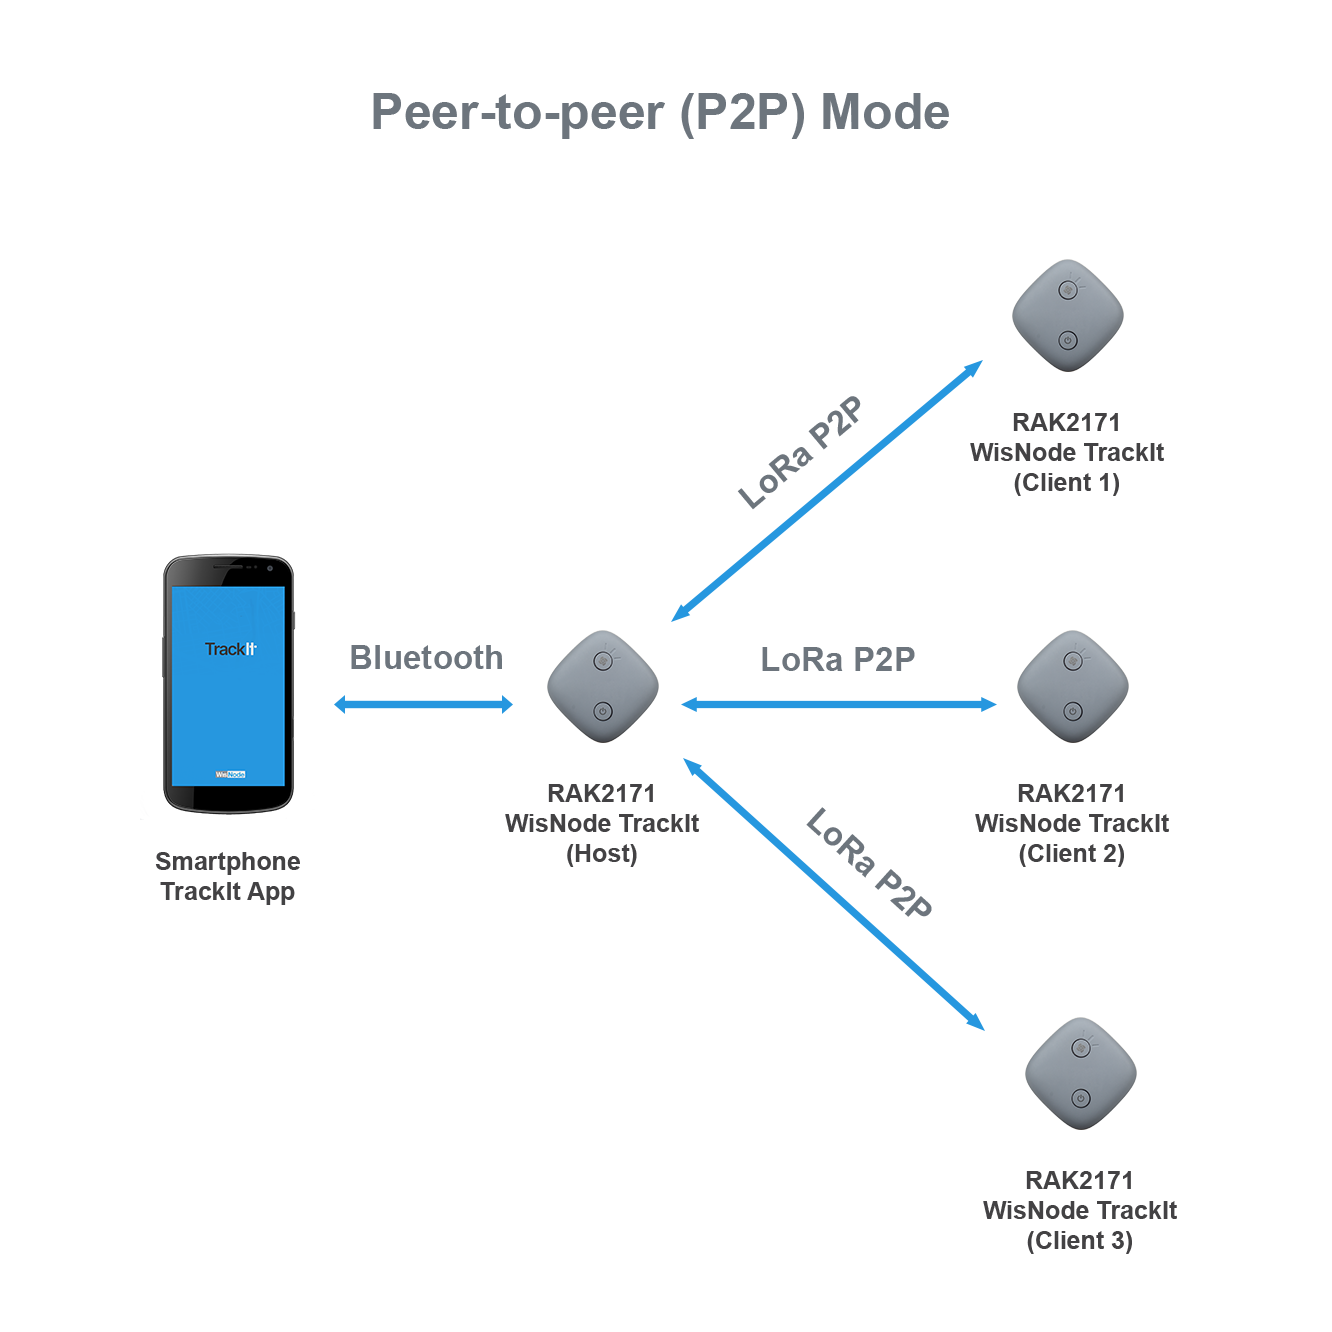 Peer-to-peer (P2P) Mode
LoRa P2P
RAK2171
WisNode TrackIt
(Client 1)
TrackIt
WisNode
Bluetooth
LoRa P2P
Smartphone
TrackIt App
RAK2171
WisNode TrackIt
(Host)
RAK2171
WisNode TrackIt
(Client 2)
LoRa P2P
RAK2171
WisNode TrackIt
(Client 3)